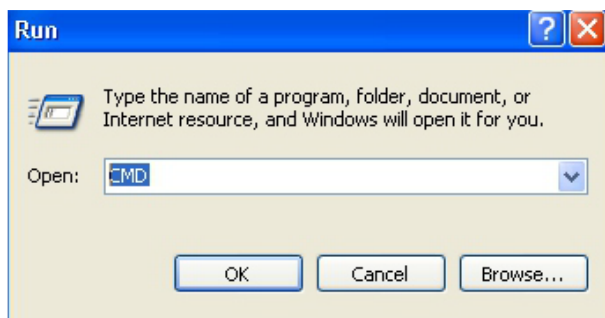 Run
Type the name of a program, folder, document, or
Internet resource, and Windows will open it for you.
Open: CMD
OK Cancel Browse...